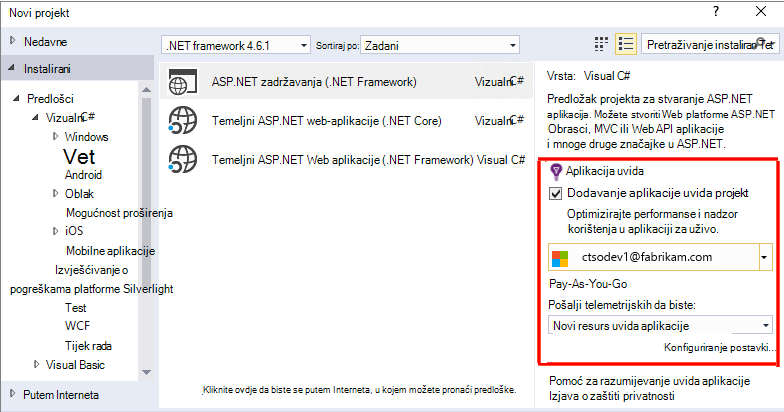 Novi projekt
?
Nedavne
Instalirani
Predlošci
VizualnC#
Windows
Vet
Android
Oblak
Mogućnost proširenja
iOS
Mobilne aplikacije
Izvješćivanje o
pogreškama platforme Silverlight
Test
WCF
Tijek rada
Visual Basic
Putem Interneta
.NET framework 4.6.1
Sortiraj po:
Zadani
Pretraživanje instalirao
ASP.NET zadržavanja (.NET Framework)
VizualnC#
Temeljni ASP.NET web-aplikacije (.NET Core)
VizualnC#
Temeljni ASP.NET Web aplikacije (.NET Framework) Visual C#
Kliknite ovdje da biste se putem Interneta, u kojem možete pronaći predloške.
Vrsta: Visual C#
Predložak projekta za stvaranje ASP.NET
aplikacija. Možete stvoriti Web platforme ASP.NET
Obrasci, MVC ili Web API aplikacije
i mnoge druge značajke u ASP.NET.
Aplikacija uvida
Dodavanje aplikacije uvida projekt
Optimizirajte performanse i nadzor
korištenja u aplikaciji za uživo.
ctsodev1@fabrikam.com
Pay-As-You-Go
Pošalji telemetrijskih da biste:
Novi resurs uvida aplikacije
Konfiguriranje postavki...
Pomoć za razumijevanje uvida aplikacije
Izjava o zaštiti privatnosti